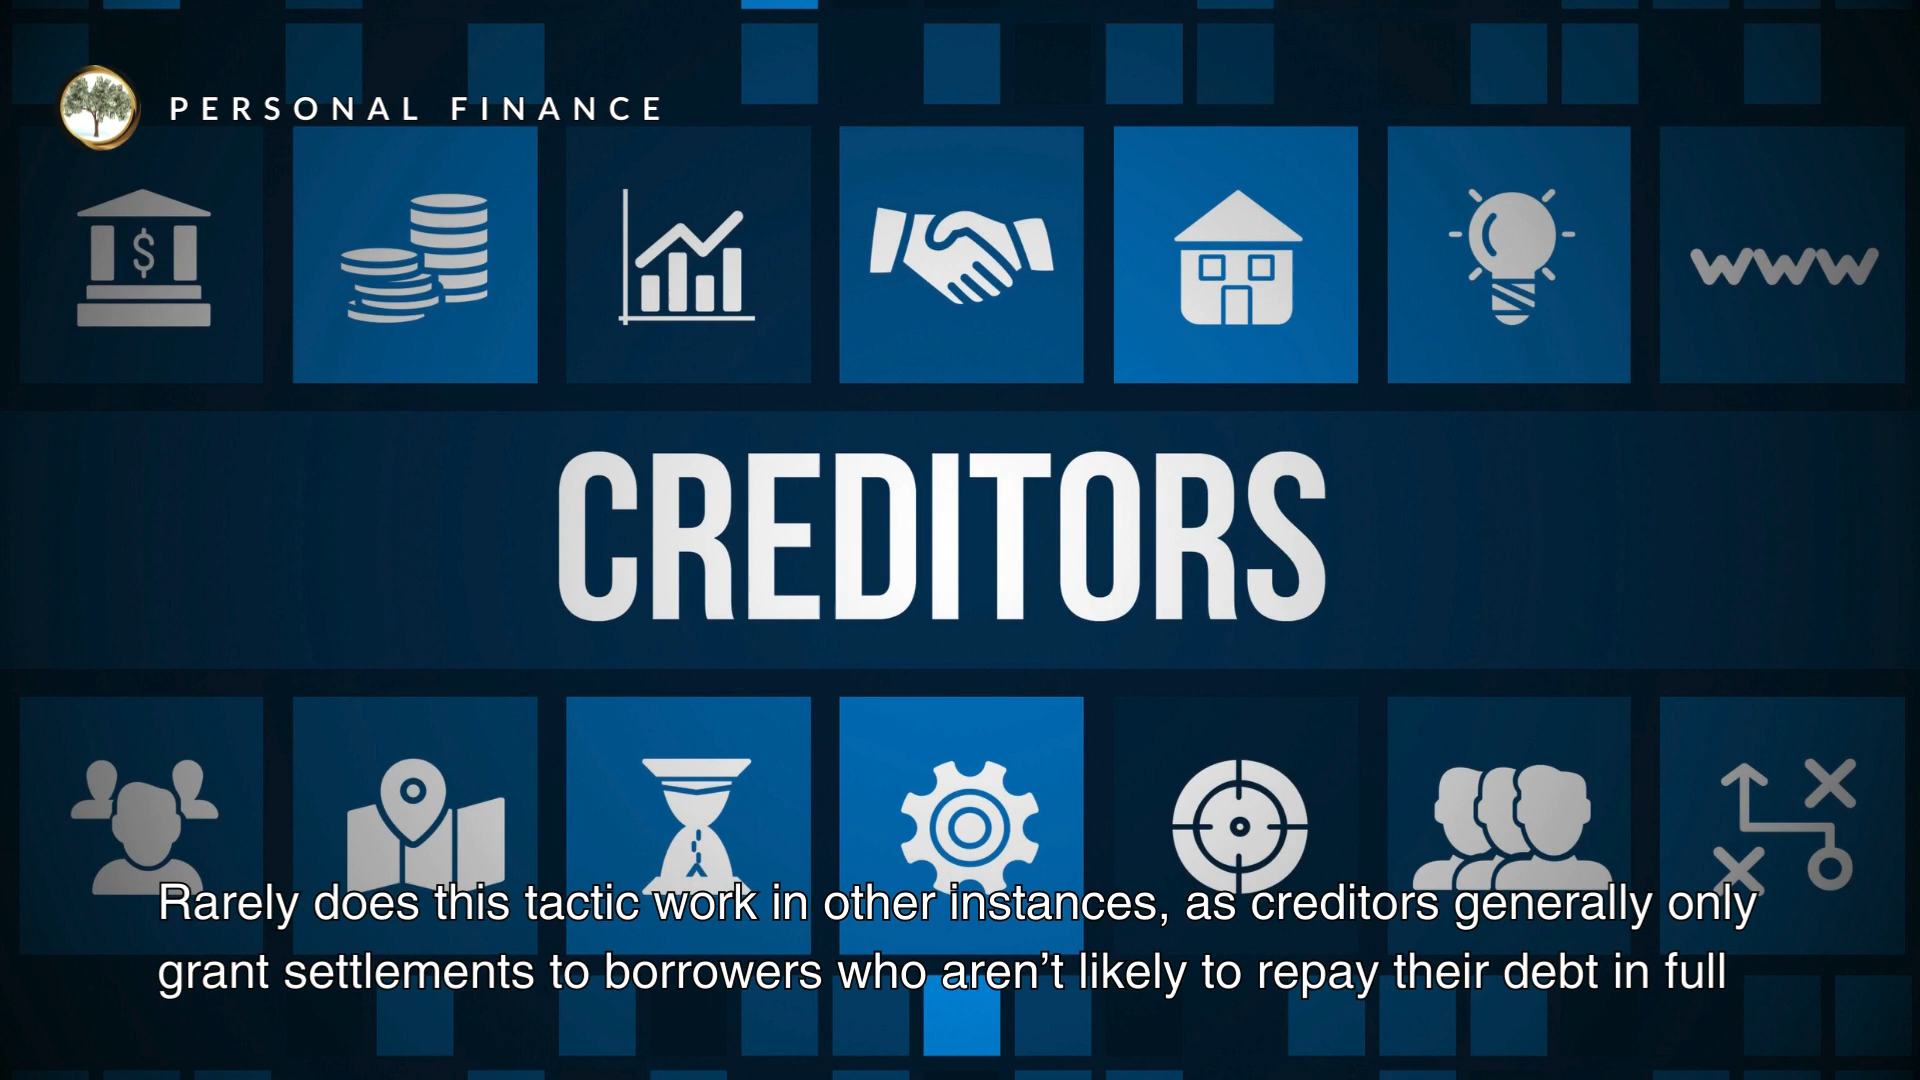 PERSONAL FINANCE
$
www
CREDITORS
Rarely does this tactic work in other instances, as creditors generally only
grant settlements to borrowers who aren’t likely to repay their debt in full